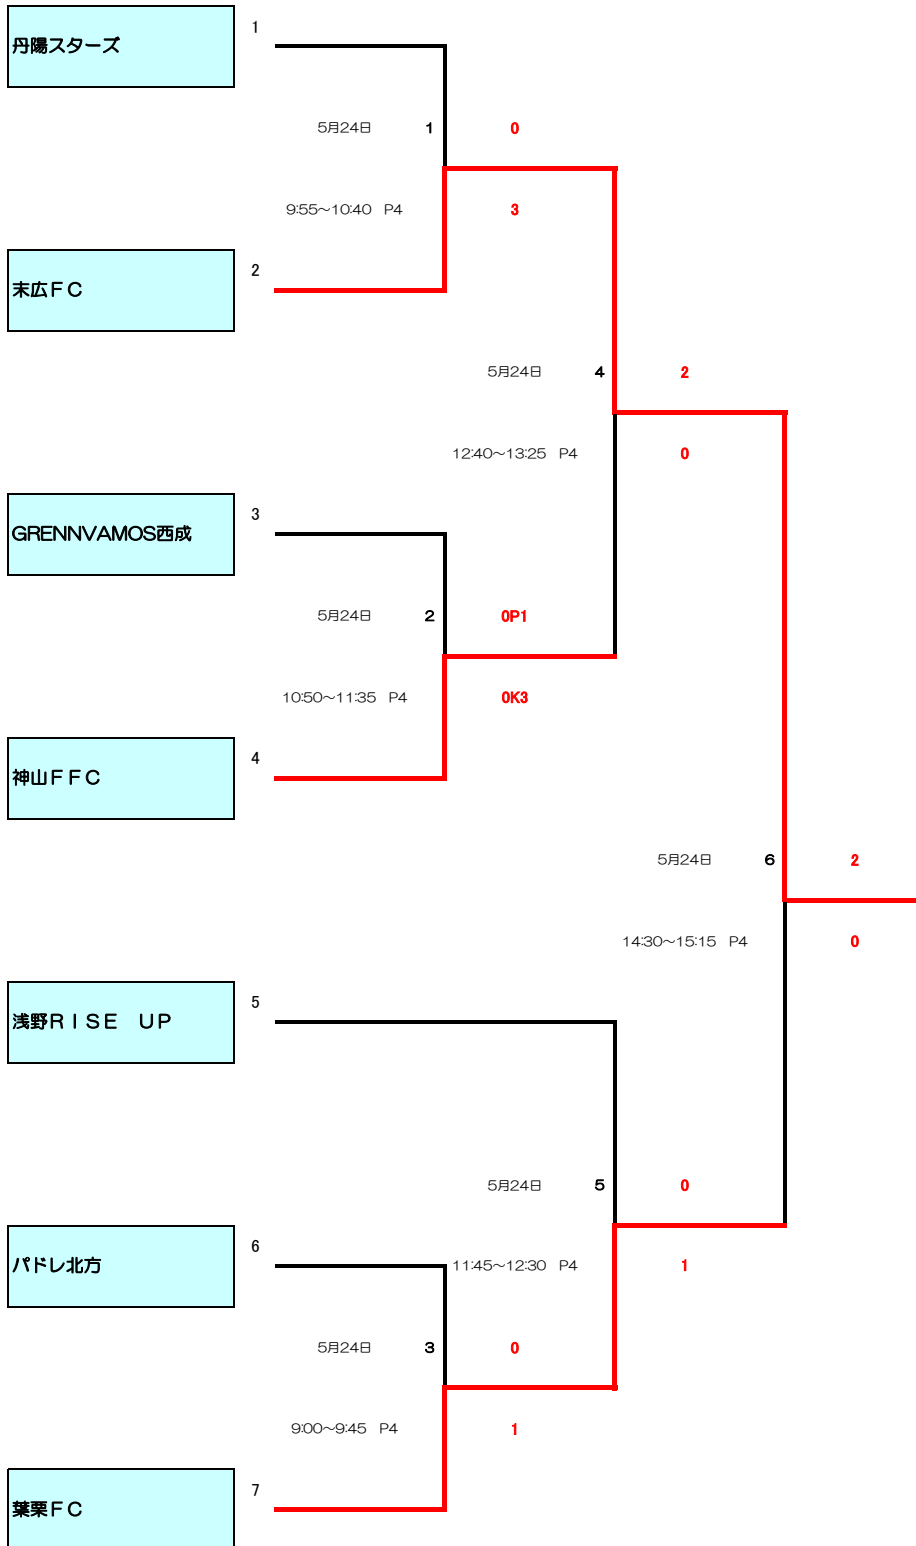 1
丹陽スターズ
5月24日 1 0
9:55～10:40 P4 3
2
末広ＦＣ
5月24日 4 2
12:40～13:25 P4 0
3
GRENNVAMOS西成
5月24日 2 0P1
10:50～11:35 P4 0K3
4
神山ＦＦＣ
5月24日 6 2
14:30～15:15 P4 0
5
浅野ＲＩＳＥ　ＵＰ
5月24日 5 0
6
パドレ北方
11:45～12:30 P4 1
5月24日 3 0
9:00～9:45 P4 1
7
葉栗ＦＣ